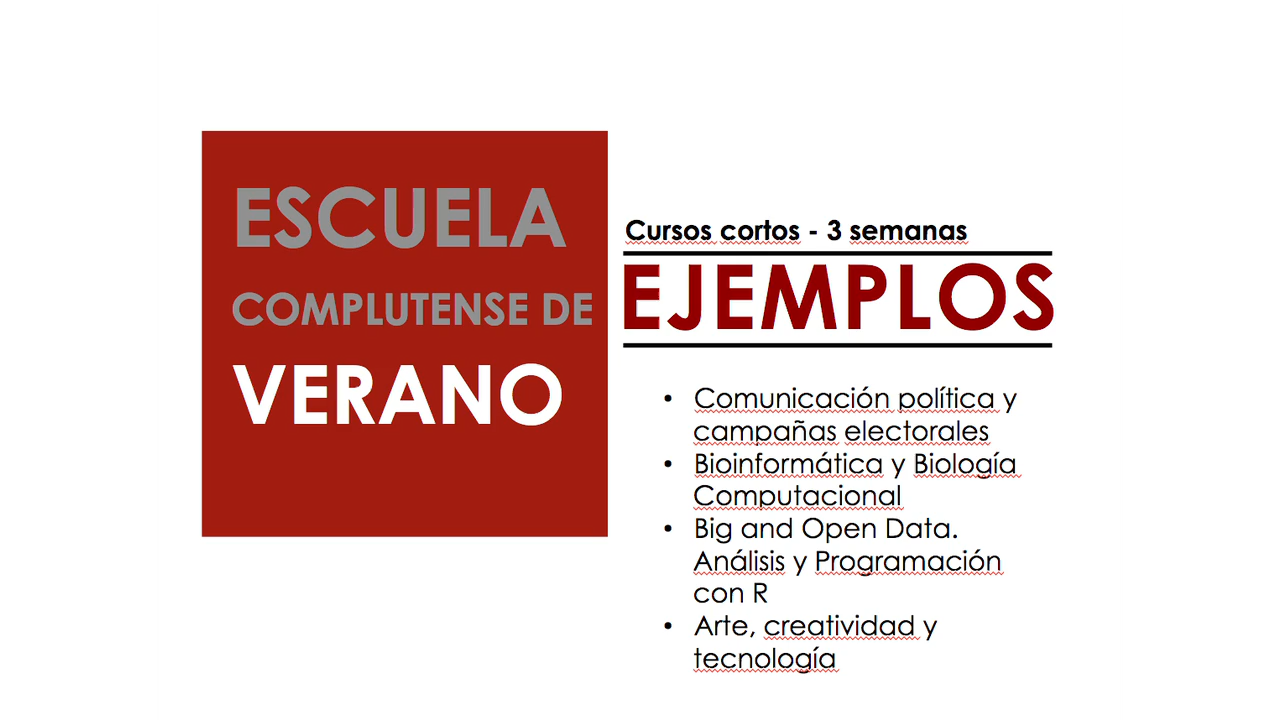 ESCUELA
COMPLUTENSE DE
VERANO
Cursos cortos - 3 semanas
EJEMPLOS
• Comunicación política y
campañas electorales
• Bioinformática y Biología
Computacional
• Big and Open Data.
Análisis y Programación
con R
• Arte, creatividad y
tecnología